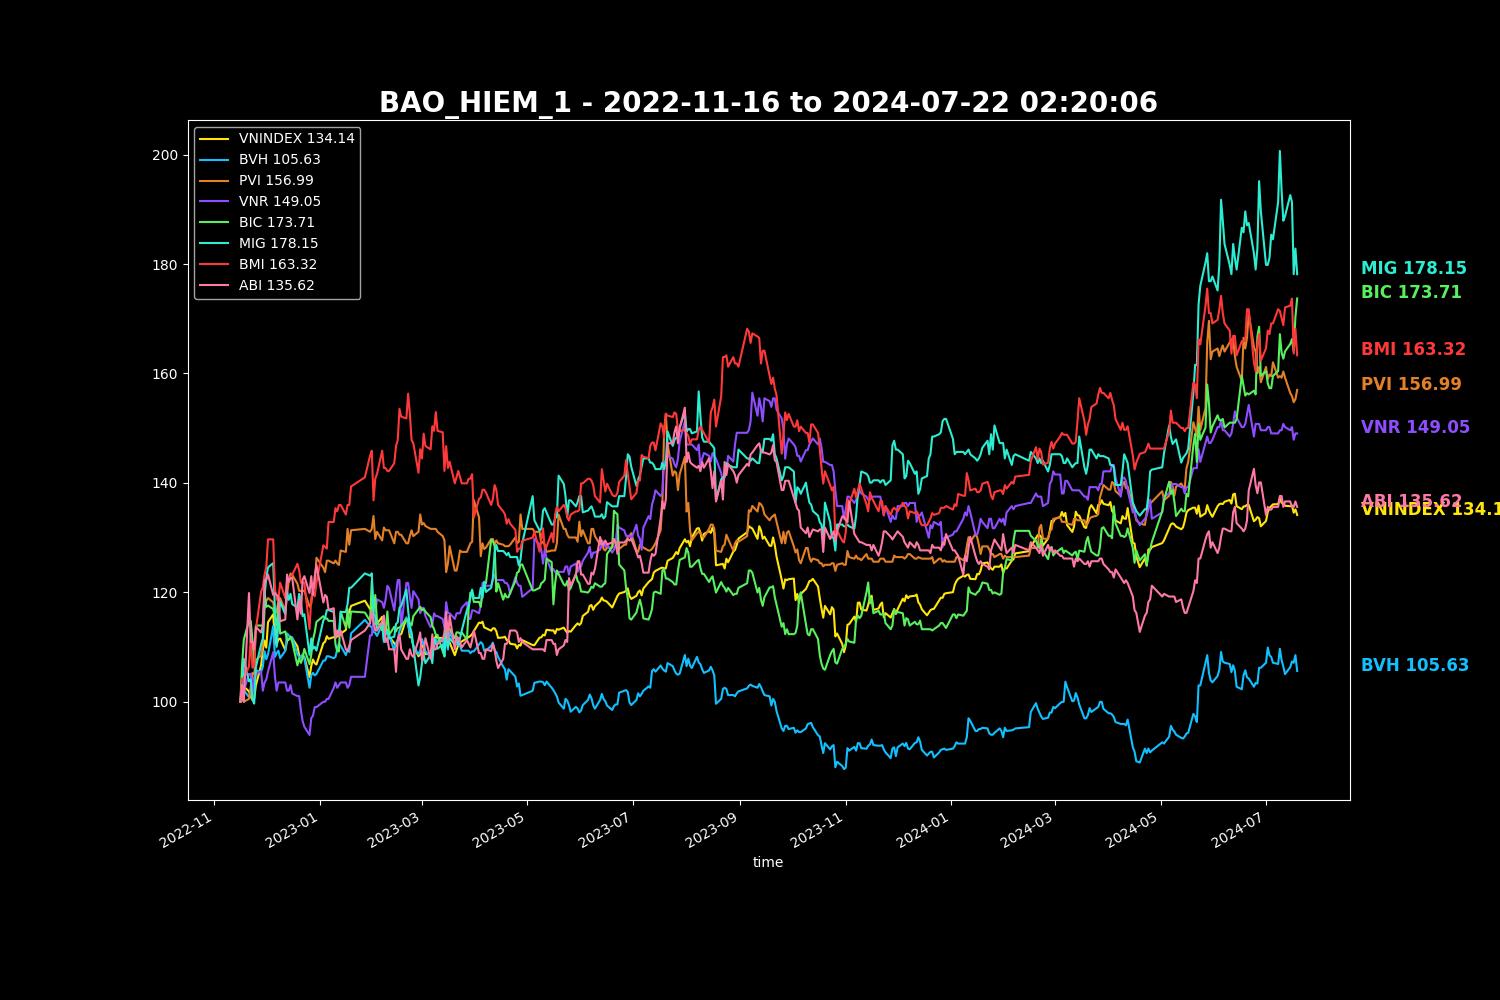 BAO_HIEM_1 - 2022-11-16 to 2024-07-22 02:20:06
VNINDEX 134.14
BVH 105.63
PVI 156.99
VNR 149.05
BIC 173.71
MIG 178.15
BMI 163.32
ABI 135.62
200
180
160
140
120
100
MIG 178.15
BIC 173.71
BMI 163.32
PVI 156.99
VNR 149.05
ABI 135.62
VNINDEX 134.1
BVH 105.63
2022-11
2023-01
2023-03
2023-05
2023-07
2023-09
2023-11
2024-01
2024-03
2024-05
2024-07
time